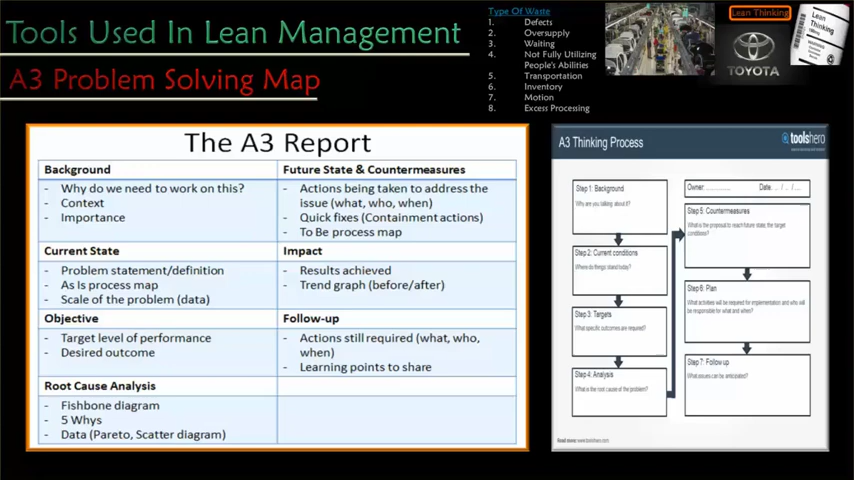 Tools Used In Lean Management
A3 Problem Solving Map
Type Of Waste
1. Defects
2. Oversupply
3. Waiting
4. Not Fully Utilizing
People's Abilities
5. Transportation
6. Inventory
7. Motion
8. Excess Processing
Lean Thinking
TOYOTA
Lean
Thinking
The A3 Report
Background
- Why do we need to work on this?
- Context
- Importance
Current State
- Problem statement/definition
- As Is process map
- Scale of the problem (data)
Objective
- Target level of performance
- Desired outcome
Root Cause Analysis
- Fishbone diagram
- 5 Whys
- Data (Pareto, Scatter diagram)
Future State & Countermeasures
- Actions being taken to address the
issue (what, who, when)
- Quick fixes (Containment actions)
- To Be process map
Impact
- Results achieved
- Trend graph (before/after)
Follow-up
- Actions still required (what, who,
when)
- Learning points to share
A3 Thinking Process
toolshero
Step 1: Background
Why are you talking about it?
Step 2: Current conditions
Where do things stand today?
Step 3: Targets
What specific outcomes are required?
Step 4: Analysis
What is the root cause of the problem?
Owner: .............. Date: ... / ... / ....
Step 5: Countermeasures
What is the proposal to reach future state, the target
conditions?
Step 6: Plan
What activities will be required for implementation and who will
be responsible for what and when?
Step 7: Follow up
What issues can be anticipated?
Read more: www.toolshero.com